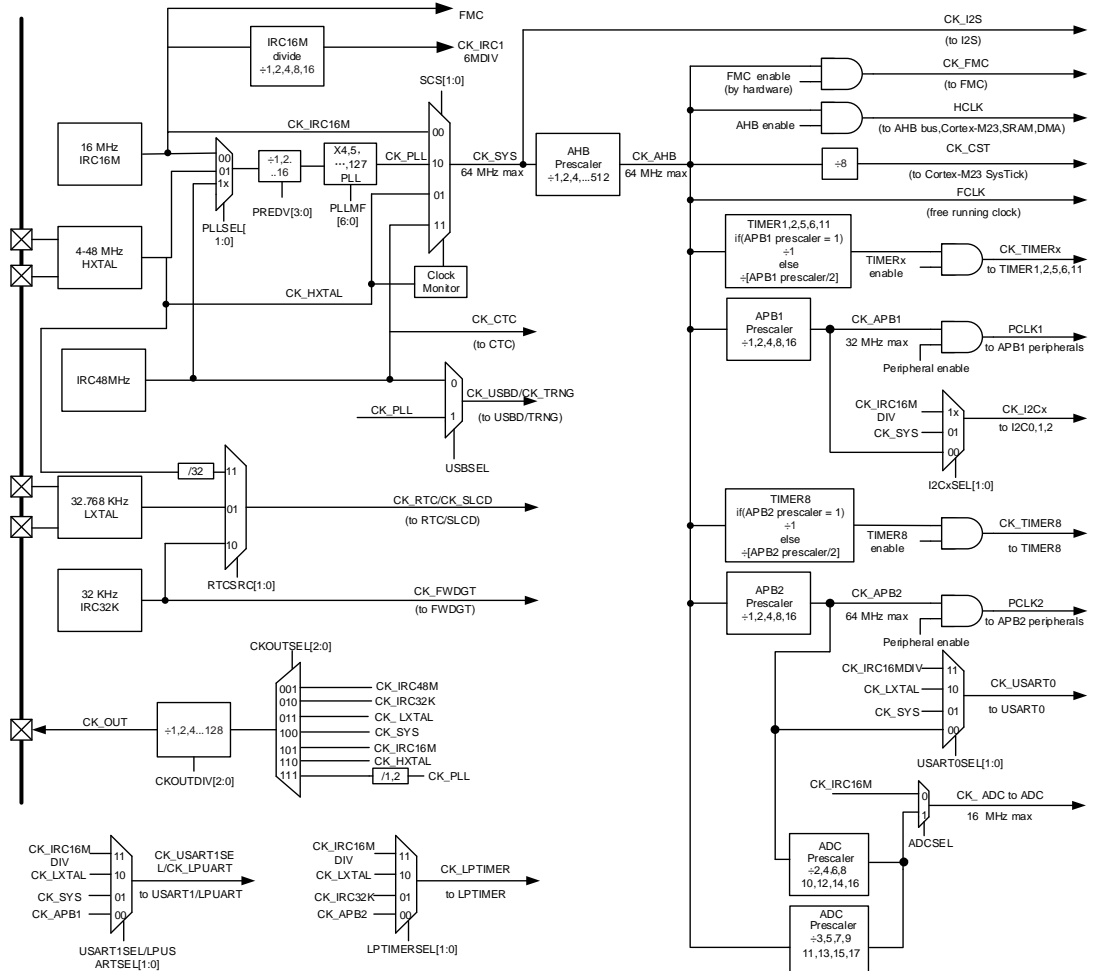 FMC
IRC16M
divide
÷1,2,4,8,16
CK_IRC1
6MDIV
16 MHz
IRC16M
CK_IRC16M
SCS[1:0]
00
01
1x
PLLSEL[
1:0]
÷1,2.
..16
PREDV[3:0]
X4,5,
…,127
PLL
PLLMF
[6:0]
CK_PLL
00
10
01
11
CK_SYS
64 MHz max
4-48 MHz
HXTAL
Clock
Monitor
CK_HXTAL
CK_CTC
(to CTC)
IRC48MHz
CK_PLL
0
1
USBSEL
CK_USBD/CK_TRNG
(to USBD/TRNG)
/32
11
01
10
RTCSRC[1:0]
32.768 KHz
LXTAL
CK_RTC/CK_SLCD
(to RTC/SLCD)
32 KHz
IRC32K
CK_FWDGT
(to FWDGT)
CKOUTSEL[2:0]
CK_OUT
÷1,2,4...128
CKOUTDIV[2:0]
001
010
011
100
101
110
111
CK_IRC48M
CK_IRC32K
CK_ LXTAL
CK_SYS
CK_IRC16M
CK_HXTAL
/1,2
CK_PLL
CK_IRC16M
DIV
CK_LXTAL
CK_SYS
CK_APB1
11
10
01
00
USART1SEL/LPUS
ARTSEL[1:0]
CK_USART1SE
L/CK_LPUART
to USART1/LPUART
CK_IRC16M
DIV
CK_LXTAL
CK_IRC32K
CK_APB2
11
10
01
00
LPTIMERSEL[1:0]
CK_LPTIMER
to LPTIMER
CK_I2S
(to I2S)
AHB
Prescaler
÷1,2,4,...512
CK_AHB
64 MHz max
FMC enable
(by hardware)
CK_FMC
(to FMC)
AHB enable
HCLK
(to AHB bus,Cortex-M23,SRAM,DMA)
÷8
CK_CST
(to Cortex-M23 SysTick)
FCLK
(free running clock)
TIMER1,2,5,6,11
if(APB1 prescaler = 1)
÷1
else
÷[APB1 prescaler/2]
TIMERx
enable
CK_TIMERx
to TIMER1,2,5,6,11
APB1
Prescaler
÷1,2,4,8,16
CK_APB1
32 MHz max
Peripheral enable
PCLK1
to APB1 peripherals
CK_IRC16M
DIV
CK_SYS
1x
01
00
I2CxSEL[1:0]
CK_I2Cx
to I2C0,1,2
TIMER8
if(APB2 prescaler = 1)
÷1
else
÷[APB2 prescaler/2]
TIMER8
enable
CK_TIMER8
to TIMER8
APB2
Prescaler
÷1,2,4,8,16
CK_APB2
64 MHz max
Peripheral enable
PCLK2
to APB2 peripherals
CK_IRC16MDIV
CK_LXTAL
CK_SYS
11
10
01
00
USART0SEL[1:0]
CK_USART0
to USART0
CK_IRC16M
0
1
ADCSEL
CK_ ADC to ADC
16 MHz max
ADC
Prescaler
÷2,4.6,8
10,12,14,16
ADC
Prescaler
÷3,5,7,9
11,13,15,17